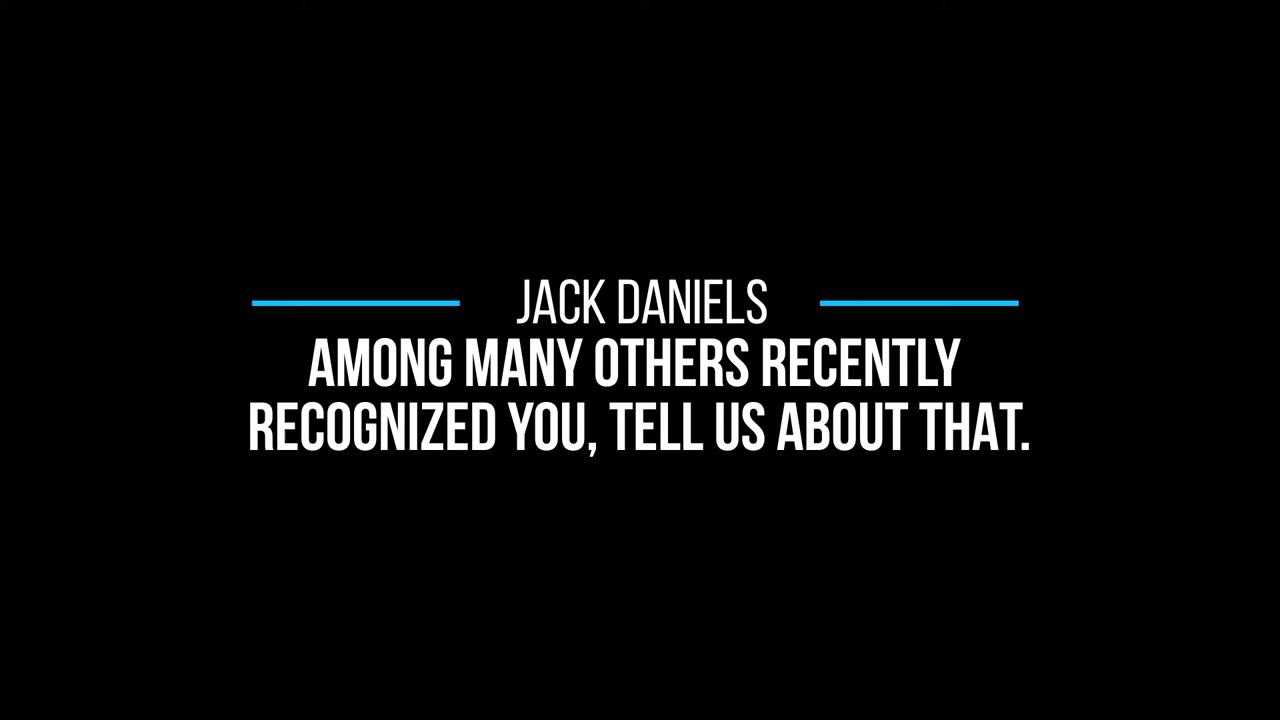 JACK DANIELS
AMONG MANY OTHERS RECENTLY
RECOGNIZED YOU, TELL US ABOUT THAT.